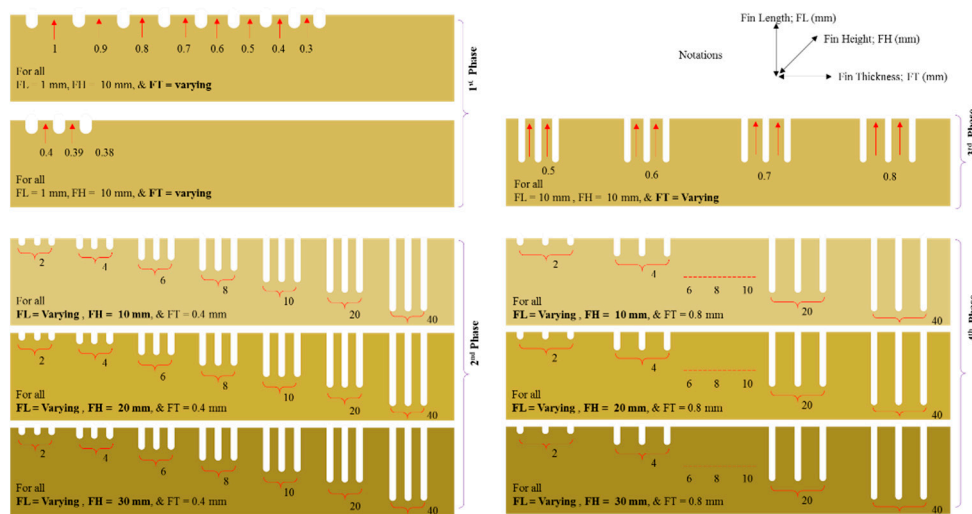 1 0.9 0.8 0.7 0.6 0.5 0.4 0.3
For all
FL = 1 mm, FH = 10 mm, & FT = varying
0.4 0.39 0.38
For all
FL = 1 mm, FH = 10 mm, & FT = varying
1st Phase
Notations
Fin Length; FL (mm)
Fin Height; FH (mm)
Fin Thickness; FT (mm)
0.5 0.6 0.7 0.8
For all
FL = 10 mm , FH = 10 mm, & FT = Varying
3rd Phase
2 4 6 8 10 20 40
For all
FL = Varying , FH = 10 mm, & FT = 0.4 mm
2 4 6 8 10 20 40
For all
FL = Varying , FH = 20 mm, & FT = 0.4 mm
2 4 6 8 10 20 40
For all
FL = Varying , FH = 30 mm, & FT = 0.4 mm
2nd Phase
2 4 6 8 10 20 40
For all
FL = Varying , FH = 10 mm, & FT = 0.8 mm
2 4 6 8 10 20 40
For all
FL = Varying , FH = 20 mm, & FT = 0.8 mm
2 4 6 8 10 20 40
For all
FL = Varying , FH = 30 mm, & FT = 0.8 mm
4th Phase